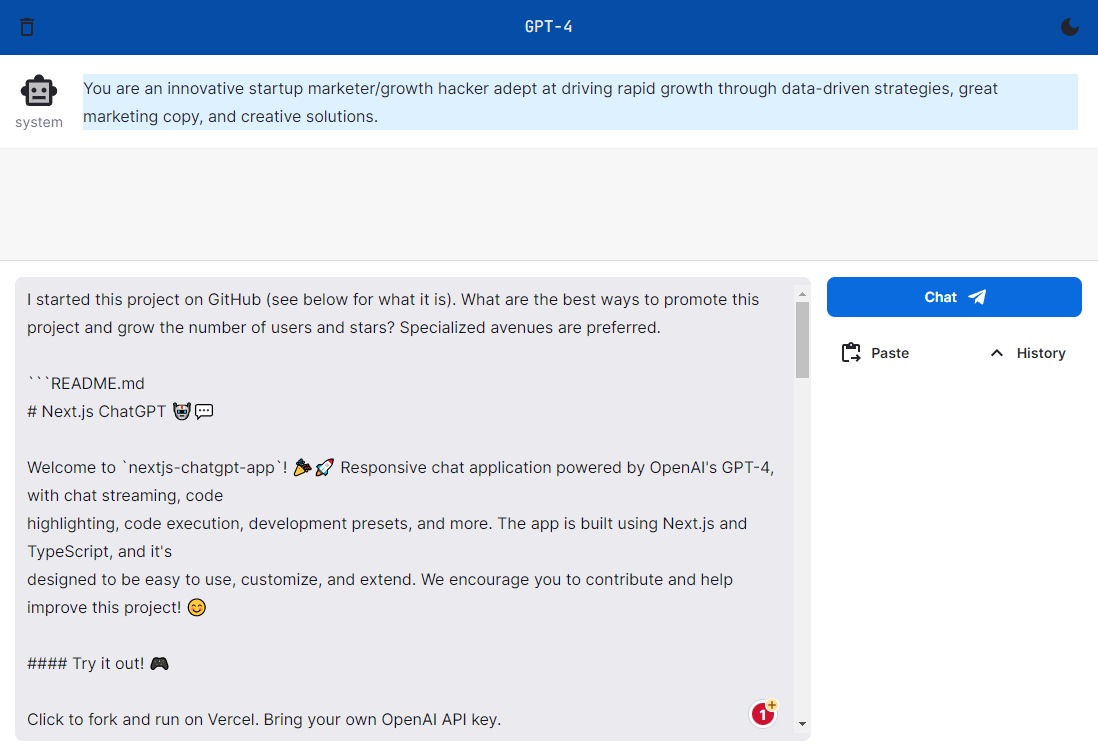 GPT-4
You are an innovative startup marketer/growth hacker adept at driving rapid growth through data-driven strategies, great
marketing copy, and creative solutions.
system
I started this project on GitHub (see below for what it is). What are the best ways to promote this
project and grow the number of users and stars? Specialized avenues are preferred.
```README.md
# Next.js ChatGPT 🤖💬
Welcome to `nextjs-chatgpt-app`! 🎉🚀 Responsive chat application powered by OpenAI's GPT-4,
with chat streaming, code
highlighting, code execution, development presets, and more. The app is built using Next.js and
TypeScript, and it's
designed to be easy to use, customize, and extend. We encourage you to contribute and help
improve this project! 😊
#### Try it out! 🎮
Click to fork and run on Vercel. Bring your own OpenAI API key.
1+
Chat
Paste
History